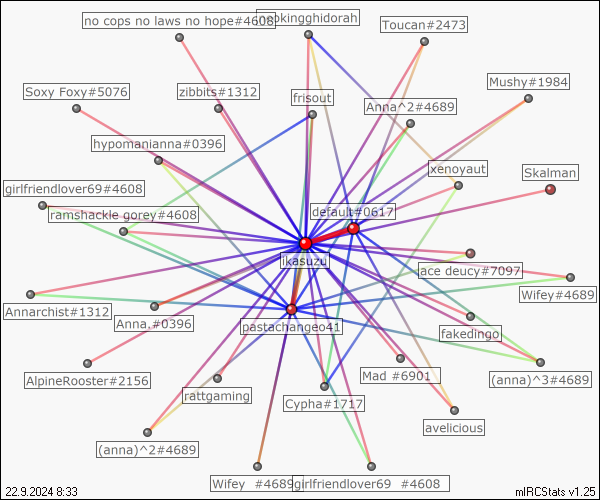 no cops no laws no hope#4608
Toucan#2473
Soxy Foxy#5076
zibbits#1312
frisout
Mushy#1984
Anna^2#4689
hypomanianna#0396
xenoyaut
Skalman
girlfriendlover69#4608
ramshackle gorey#4608
default#0617
ikasuzu
ace deucy#7097
Wifey#4689
Annarchist#1312
Anna.#0396
pastachangeo41
fakedingo
AlpineRooster#2156
rattgaming
Cypha#1717
Mad #6901
(anna)^3#4689
avelicious
(anna)^2#4689
Wifey #4689
girlfriendlover69 #4608
22.9.2024 8:33
mIRCStats v1.25